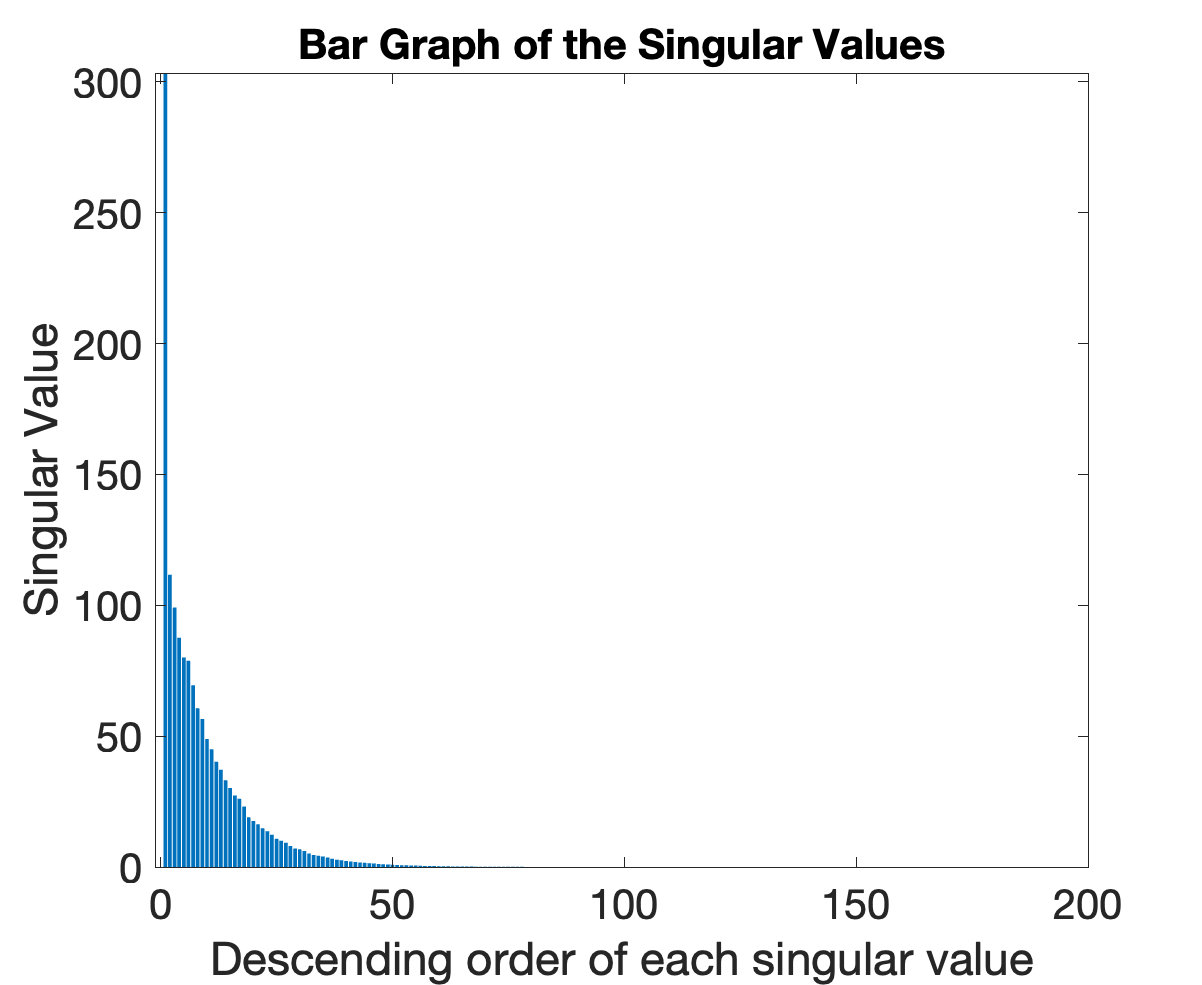 Bar Graph of the Singular Values
300
250
200
150
100
50
0
Singular Value
0 50 100 150 200
Descending order of each singular value